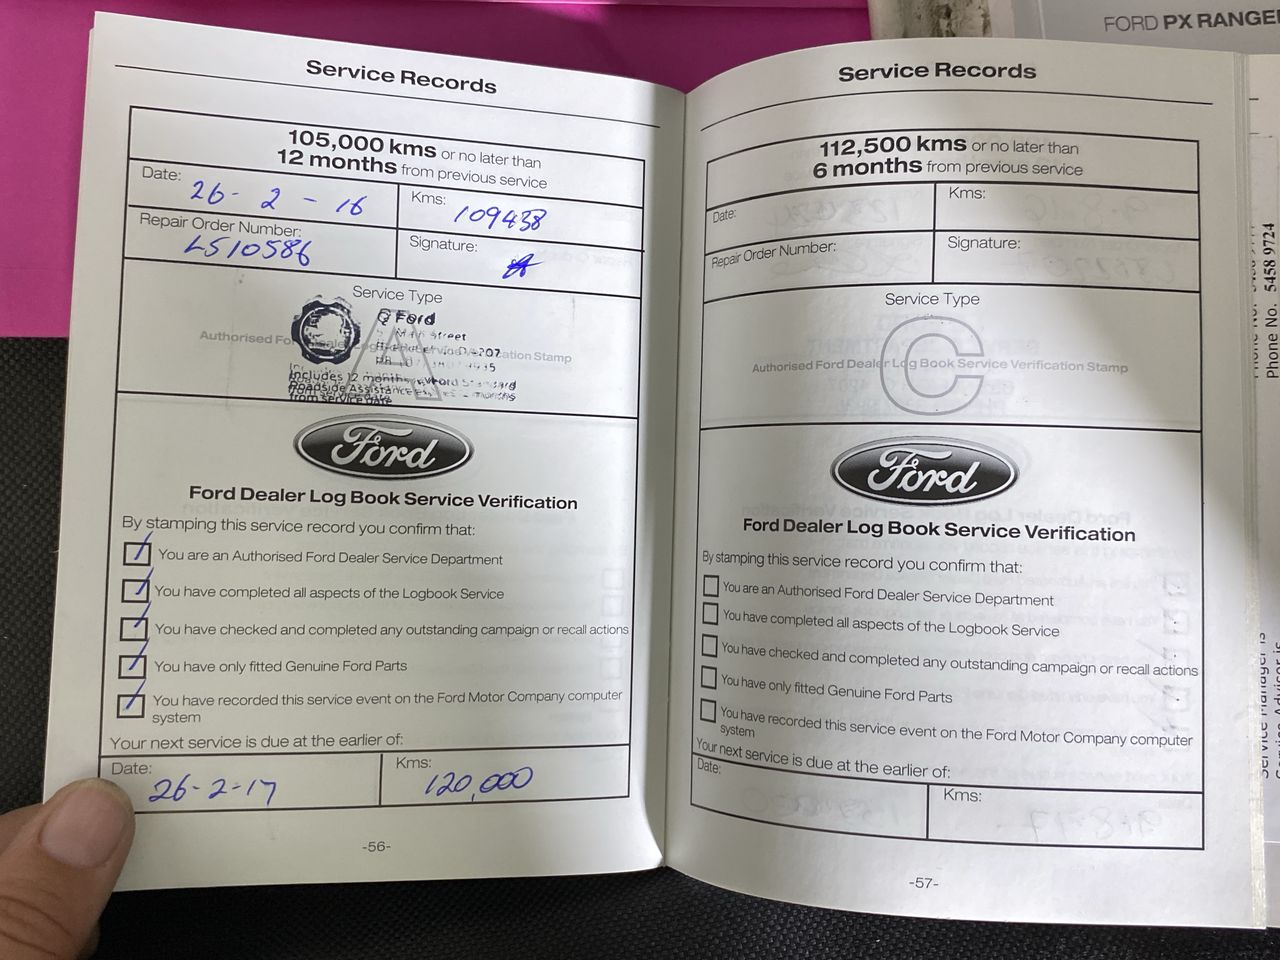 FORD PX RANGER
Service Records
105,000 kms or no later than
12 months from previous service
Date: 26-2-16
Kms: 109438
Repair Order Number: LS10586
Signature:
Service Type
A
Authorised
Q Ford
Street
Includes 12 month
Roadside Assistance
from service date
Ford
Ford Dealer Log Book Service Verification
By stamping this service record you confirm that:
You are an Authorised Ford Dealer Service Department
You have completed all aspects of the Logbook Service
You have checked and completed any outstanding campaign or recall actions
You have only fitted Genuine Ford Parts
You have recorded this service event on the Ford Motor Company computer
system
Your next service is due at the earlier of:
Date: 26-2-17
Kms: 120,000
-56-
Service Records
112,500 kms or no later than
6 months from previous service
Date:
Kms:
Repair Order Number:
Signature:
Service Type
C
Authorised Ford Dealer Log Book Service Verification Stamp
Ford
Ford Dealer Log Book Service Verification
By stamping this service record you confirm that:
You are an Authorised Ford Dealer Service Department
You have completed all aspects of the Logbook Service
You have checked and completed any outstanding campaign or recall actions
You have only fitted Genuine Ford Parts
You have recorded this service event on the Ford Motor Company computer
system
Your next service is due at the earlier of:
Date:
Kms:
-57-
Phone No. 5458 9724
Service Manager is